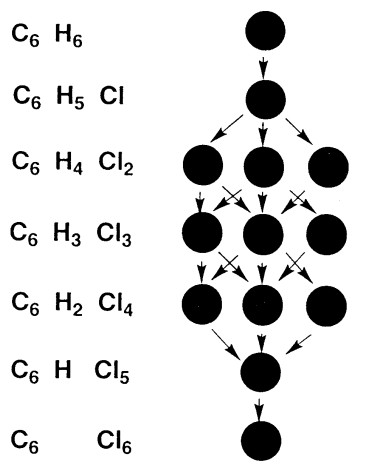 C₆ H₆
C₆ H₅ Cl
C₆ H₄ Cl₂
C₆ H₃ Cl₃
C₆ H₂ Cl₄
C₆ H Cl₅
C₆ Cl₆